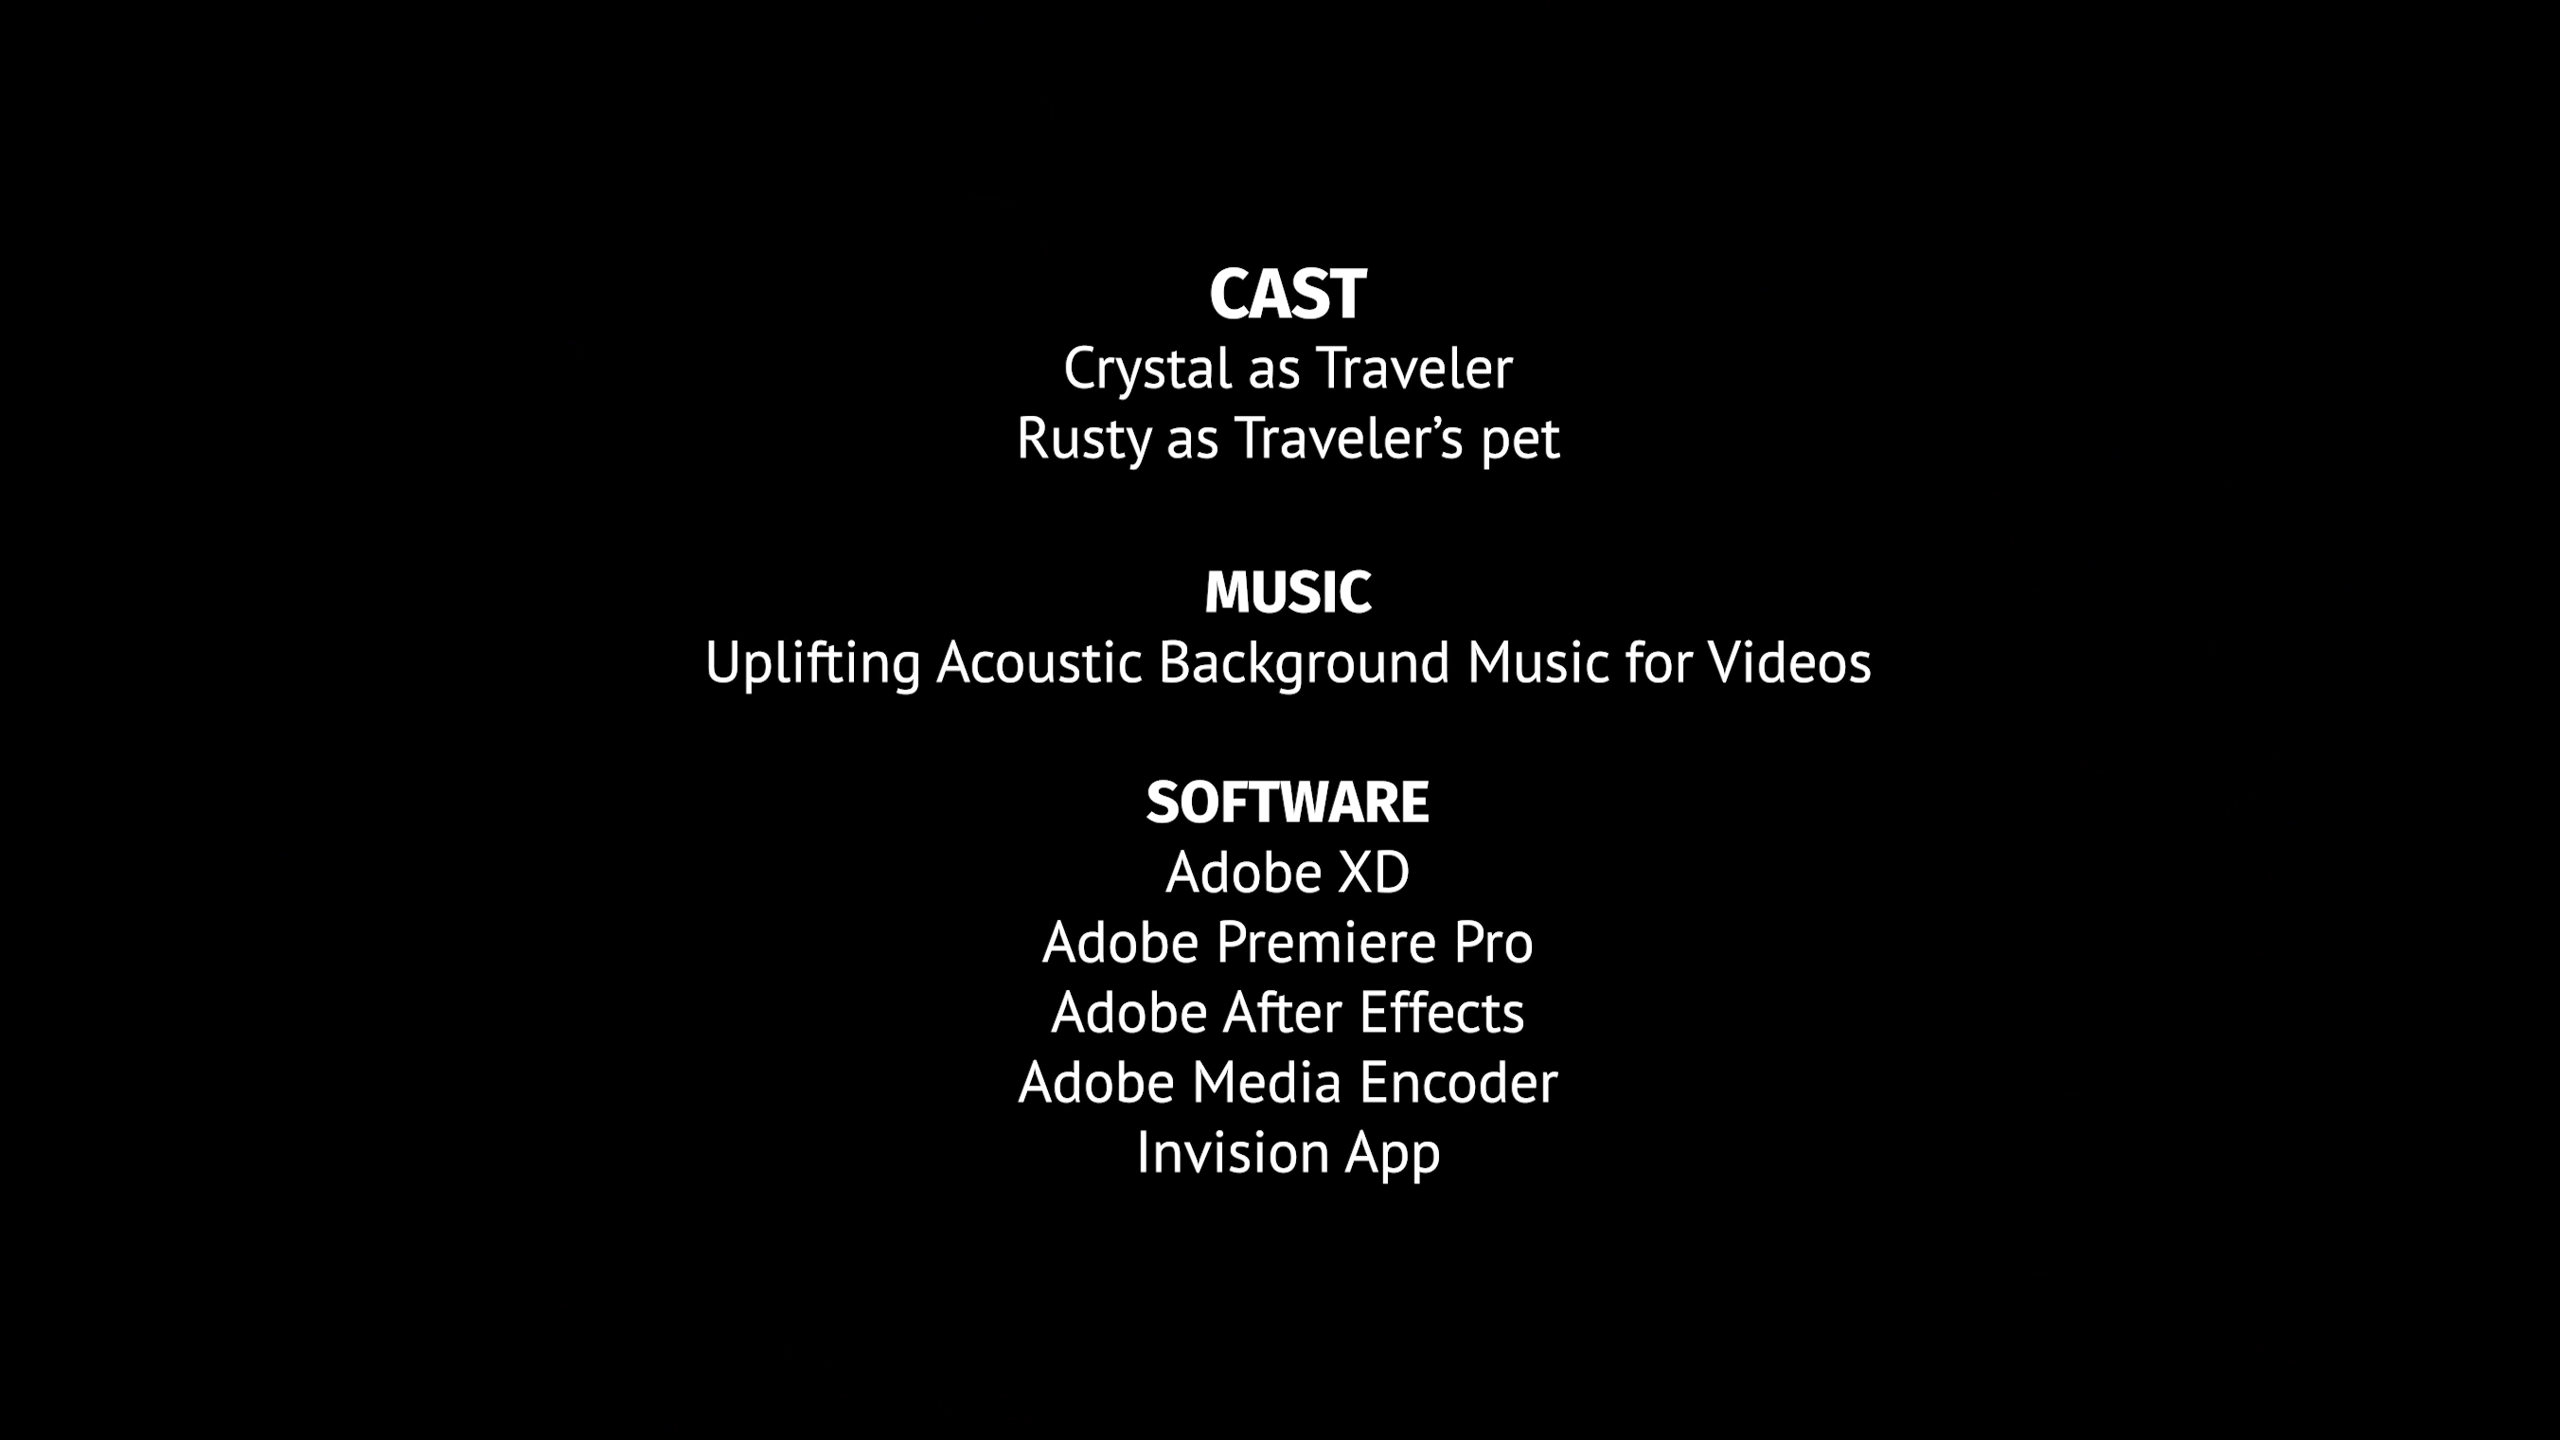 CAST
Crystal as Traveler
Rusty as Traveler’s pet
MUSIC
Uplifting Acoustic Background Music for Videos
SOFTWARE
Adobe XD
Adobe Premiere Pro
Adobe After Effects
Adobe Media Encoder
Invision App